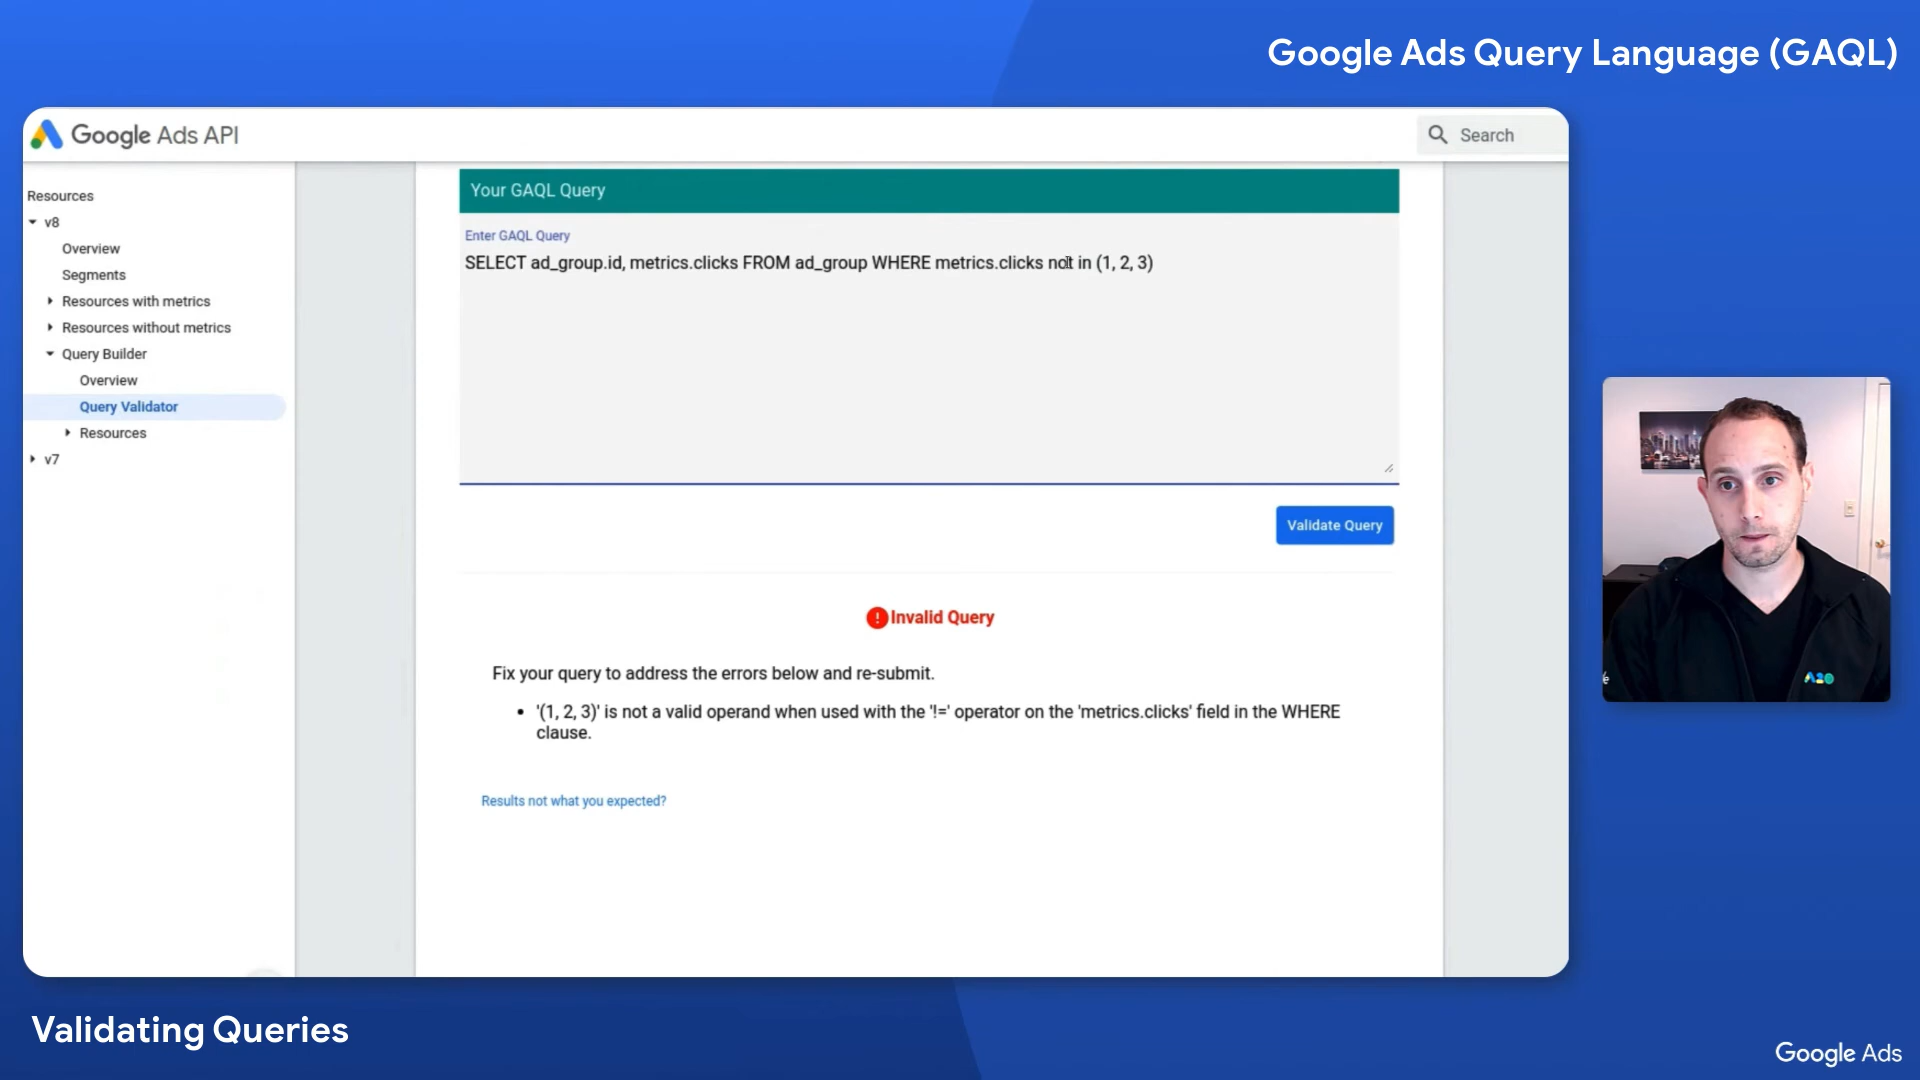 Google Ads Query Language (GAQL)
Google Ads API
Search
Resources
v8
Overview
Segments
Resources with metrics
Resources without metrics
Query Builder
Overview
Query Validator
Resources
v7
Your GAQL Query
Enter GAQL Query
SELECT ad_group.id, metrics.clicks FROM ad_group WHERE metrics.clicks not in (1, 2, 3)
Validate Query
Invalid Query
Fix your query to address the errors below and re-submit.
• '(1, 2, 3)' is not a valid operand when used with the '!=' operator on the 'metrics.clicks' field in the WHERE
clause.
Results not what you expected?
Validating Queries
Google Ads